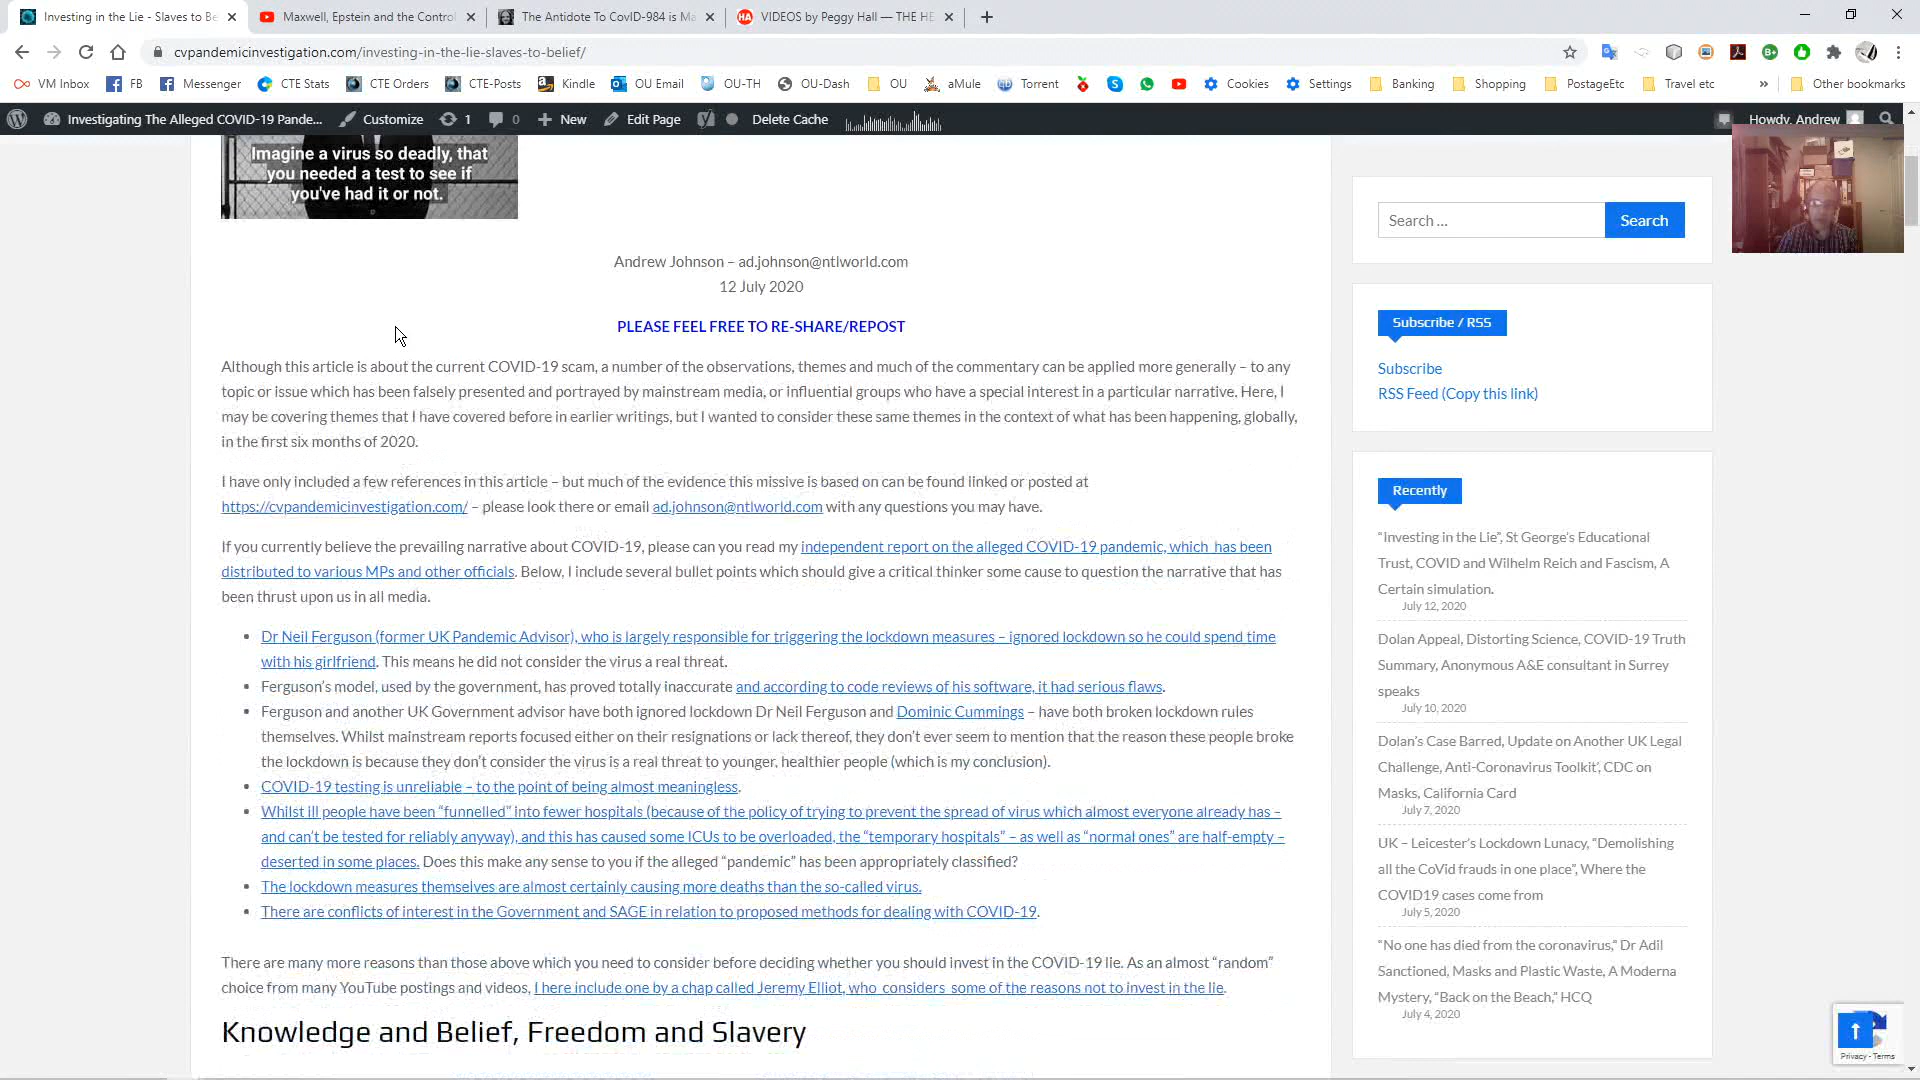 Investing in the Lie - Slaves to Be
Maxwell, Epstein and the Control
The Antidote To CovID-984 is Ma
VIDEOS by Peggy Hall — THE HE
cvpandemicinvestigation.com/investing-in-the-lie-slaves-to-belief/
VM Inbox FB Messenger CTE Stats CTE Orders CTE-Posts Kindle OU Email OU-TH OU-Dash OU aMule Torrent Cookies Settings Banking Shopping PostageEtc Travel etc » Other bookmarks
Investigating The Alleged COVID-19 Pande... Customize 1 0 New Edit Page Delete Cache Howdy, Andrew
Imagine a virus so deadly, that
you needed a test to see if
you've had it or not.
Andrew Johnson – ad.johnson@ntlworld.com
12 July 2020
PLEASE FEEL FREE TO RE-SHARE/REPOST
Although this article is about the current COVID-19 scam, a number of the observations, themes and much of the commentary can be applied more generally – to any
topic or issue which has been falsely presented and portrayed by mainstream media, or influential groups who have a special interest in a particular narrative. Here, I
may be covering themes that I have covered before in earlier writings, but I wanted to consider these same themes in the context of what has been happening, globally,
in the first six months of 2020.
I have only included a few references in this article – but much of the evidence this missive is based on can be found linked or posted at
https://cvpandemicinvestigation.com/ – please look there or email ad.johnson@ntlworld.com with any questions you may have.
If you currently believe the prevailing narrative about COVID-19, please can you read my independent report on the alleged COVID-19 pandemic, which has been
distributed to various MPs and other officials. Below, I include several bullet points which should give a critical thinker some cause to question the narrative that has
been thrust upon us in all media.
• Dr Neil Ferguson (former UK Pandemic Advisor), who is largely responsible for triggering the lockdown measures – ignored lockdown so he could spend time
with his girlfriend. This means he did not consider the virus a real threat.
• Ferguson's model, used by the government, has proved totally inaccurate and according to code reviews of his software, it had serious flaws.
• Ferguson and another UK Government advisor have both ignored lockdown Dr Neil Ferguson and Dominic Cummings – have both broken lockdown rules
themselves. Whilst mainstream reports focused either on their resignations or lack thereof, they don't ever seem to mention that the reason these people broke
the lockdown is because they don't consider the virus is a real threat to younger, healthier people (which is my conclusion).
• COVID-19 testing is unreliable – to the point of being almost meaningless.
• Whilst ill people have been "funnelled" into fewer hospitals (because of the policy of trying to prevent the spread of virus which almost everyone already has –
and can't be tested for reliably anyway), and this has caused some ICUs to be overloaded, the "temporary hospitals" – as well as "normal ones" are half-empty –
deserted in some places. Does this make any sense to you if the alleged "pandemic" has been appropriately classified?
• The lockdown measures themselves are almost certainly causing more deaths than the so-called virus.
• There are conflicts of interest in the Government and SAGE in relation to proposed methods for dealing with COVID-19.
There are many more reasons than those above which you need to consider before deciding whether you should invest in the COVID-19 lie. As an almost "random"
choice from many YouTube postings and videos, I here include one by a chap called Jeremy Elliot, who considers some of the reasons not to invest in the lie.
Knowledge and Belief, Freedom and Slavery
Search ... Search
Subscribe / RSS
Subscribe
RSS Feed (Copy this link)
Recently
"Investing in the Lie", St George's Educational
Trust, COVID and Wilhelm Reich and Fascism, A
Certain simulation.
July 12, 2020
Dolan Appeal, Distorting Science, COVID-19 Truth
Summary, Anonymous A&E consultant in Surrey
speaks
July 10, 2020
Dolan's Case Barred, Update on Another UK Legal
Challenge, Anti-Coronavirus Toolkit', CDC on
Masks, California Card
July 7, 2020
UK – Leicester's Lockdown Lunacy, "Demolishing
all the CoVid frauds in one place", Where the
COVID19 cases come from
July 5, 2020
"No one has died from the coronavirus," Dr Adil
Sanctioned, Masks and Plastic Waste, A Moderna
Mystery, "Back on the Beach," HCQ
July 4, 2020
Privacy - Terms